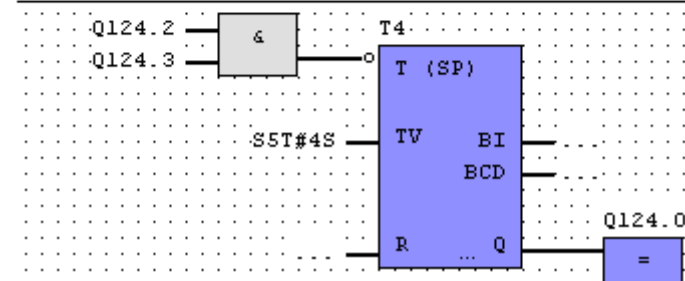 Q124.2
&
T4
Q124.3
T (SP)
S5T#4S
TV
BI
...
BCD
...
Q124.0
...
R
...
Q
=